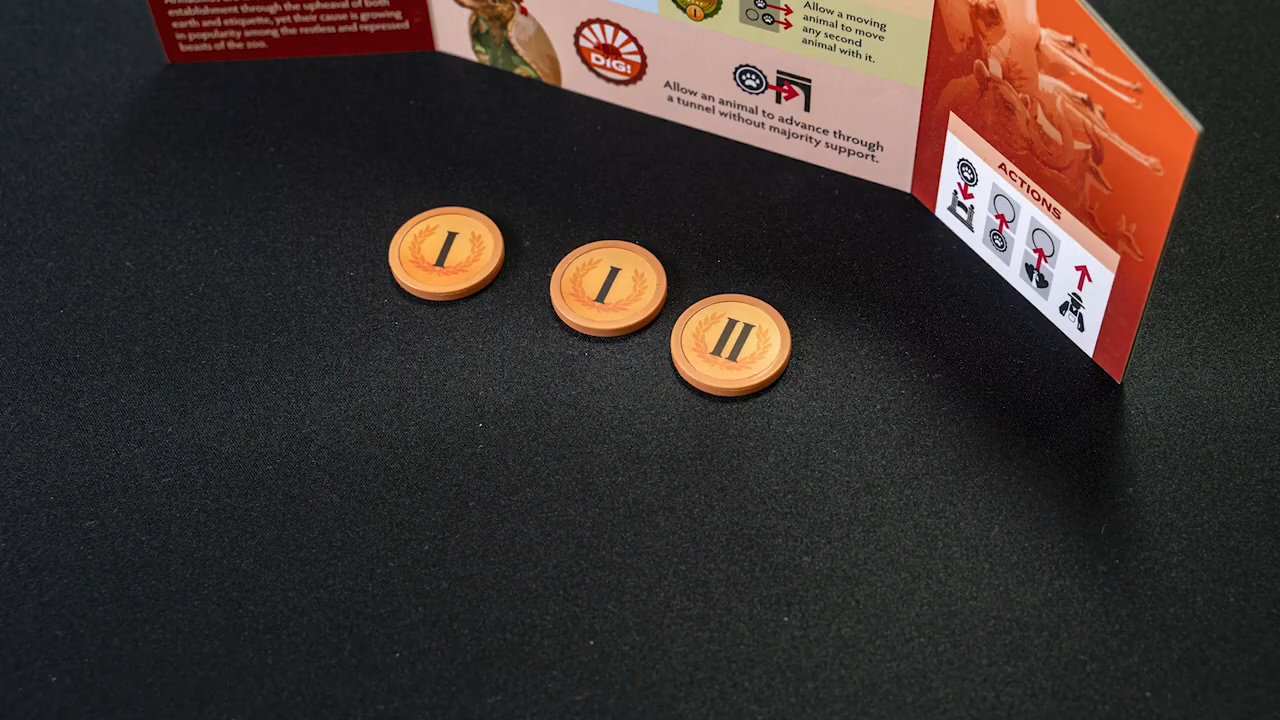 establishment through the upheaval of both
earth and etiquette, yet their cause is growing
in popularity among the restless and repressed
beasts of the zoo.
DIG!
I
Allow a moving
animal to move
any second
animal with it.
Allow an animal to advance through
a tunnel without majority support.
ACTIONS
I
I
II